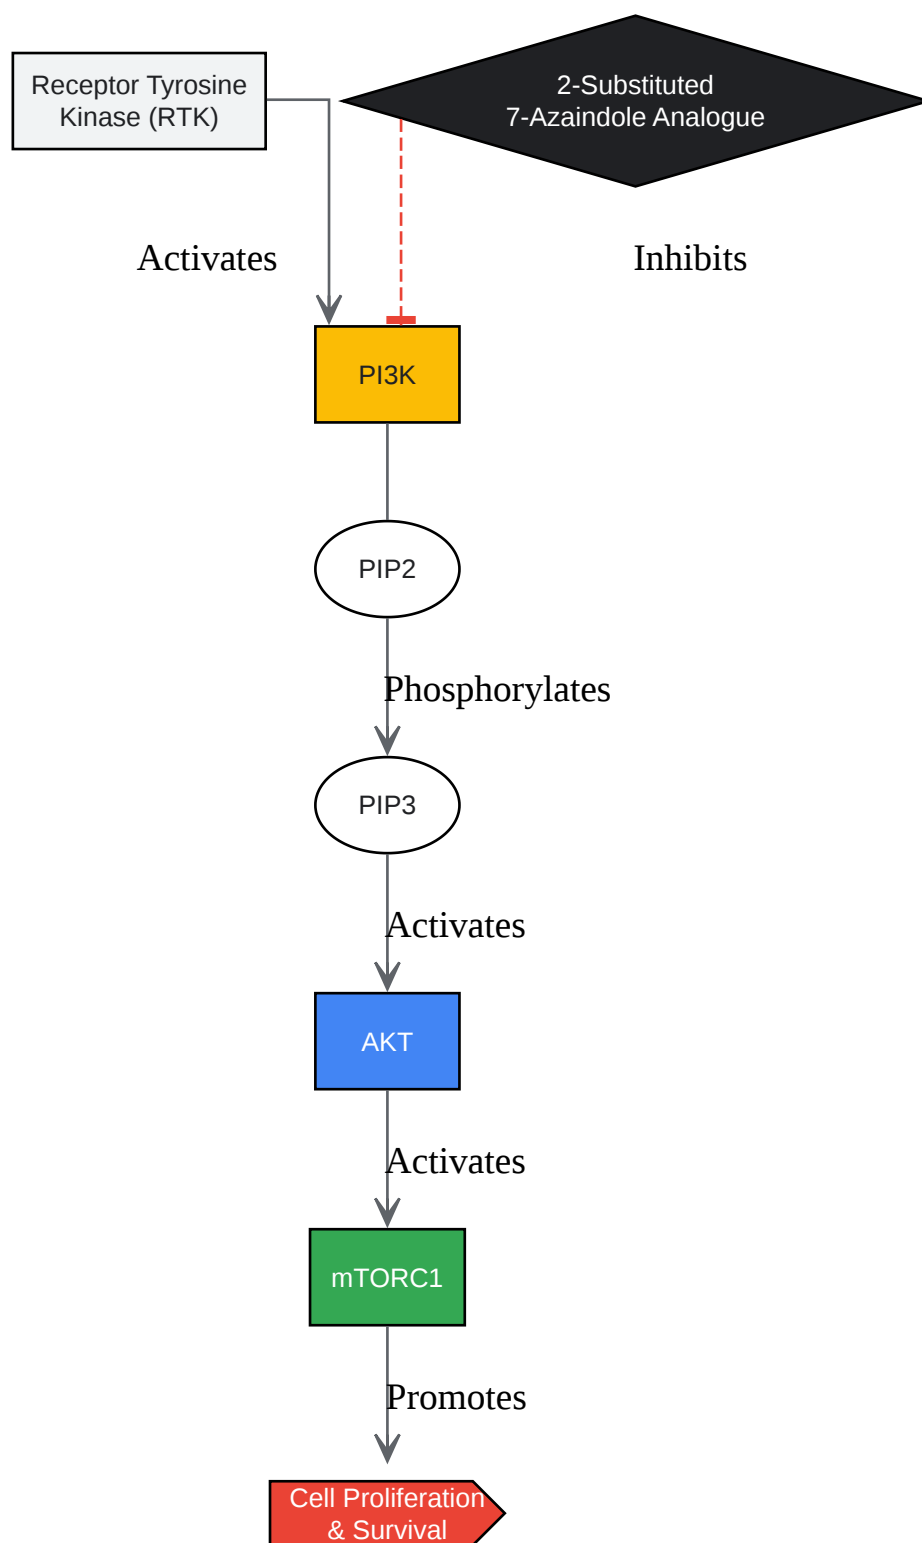 Receptor Tyrosine
Kinase (RTK)
2-Substituted
7-Azaindole Analogue
Activates
Inhibits
PI3K
PIP2
Phosphorylates
PIP3
Activates
AKT
Activates
mTORC1
Promotes
Cell Proliferation
& Survival